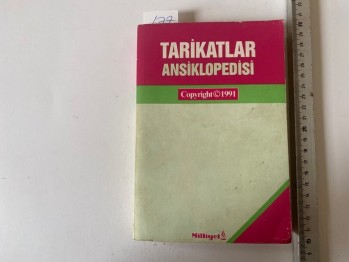 127
TARİKATLAR
ANSİKLOPEDİSİ
Copyright©1991
Milliyet